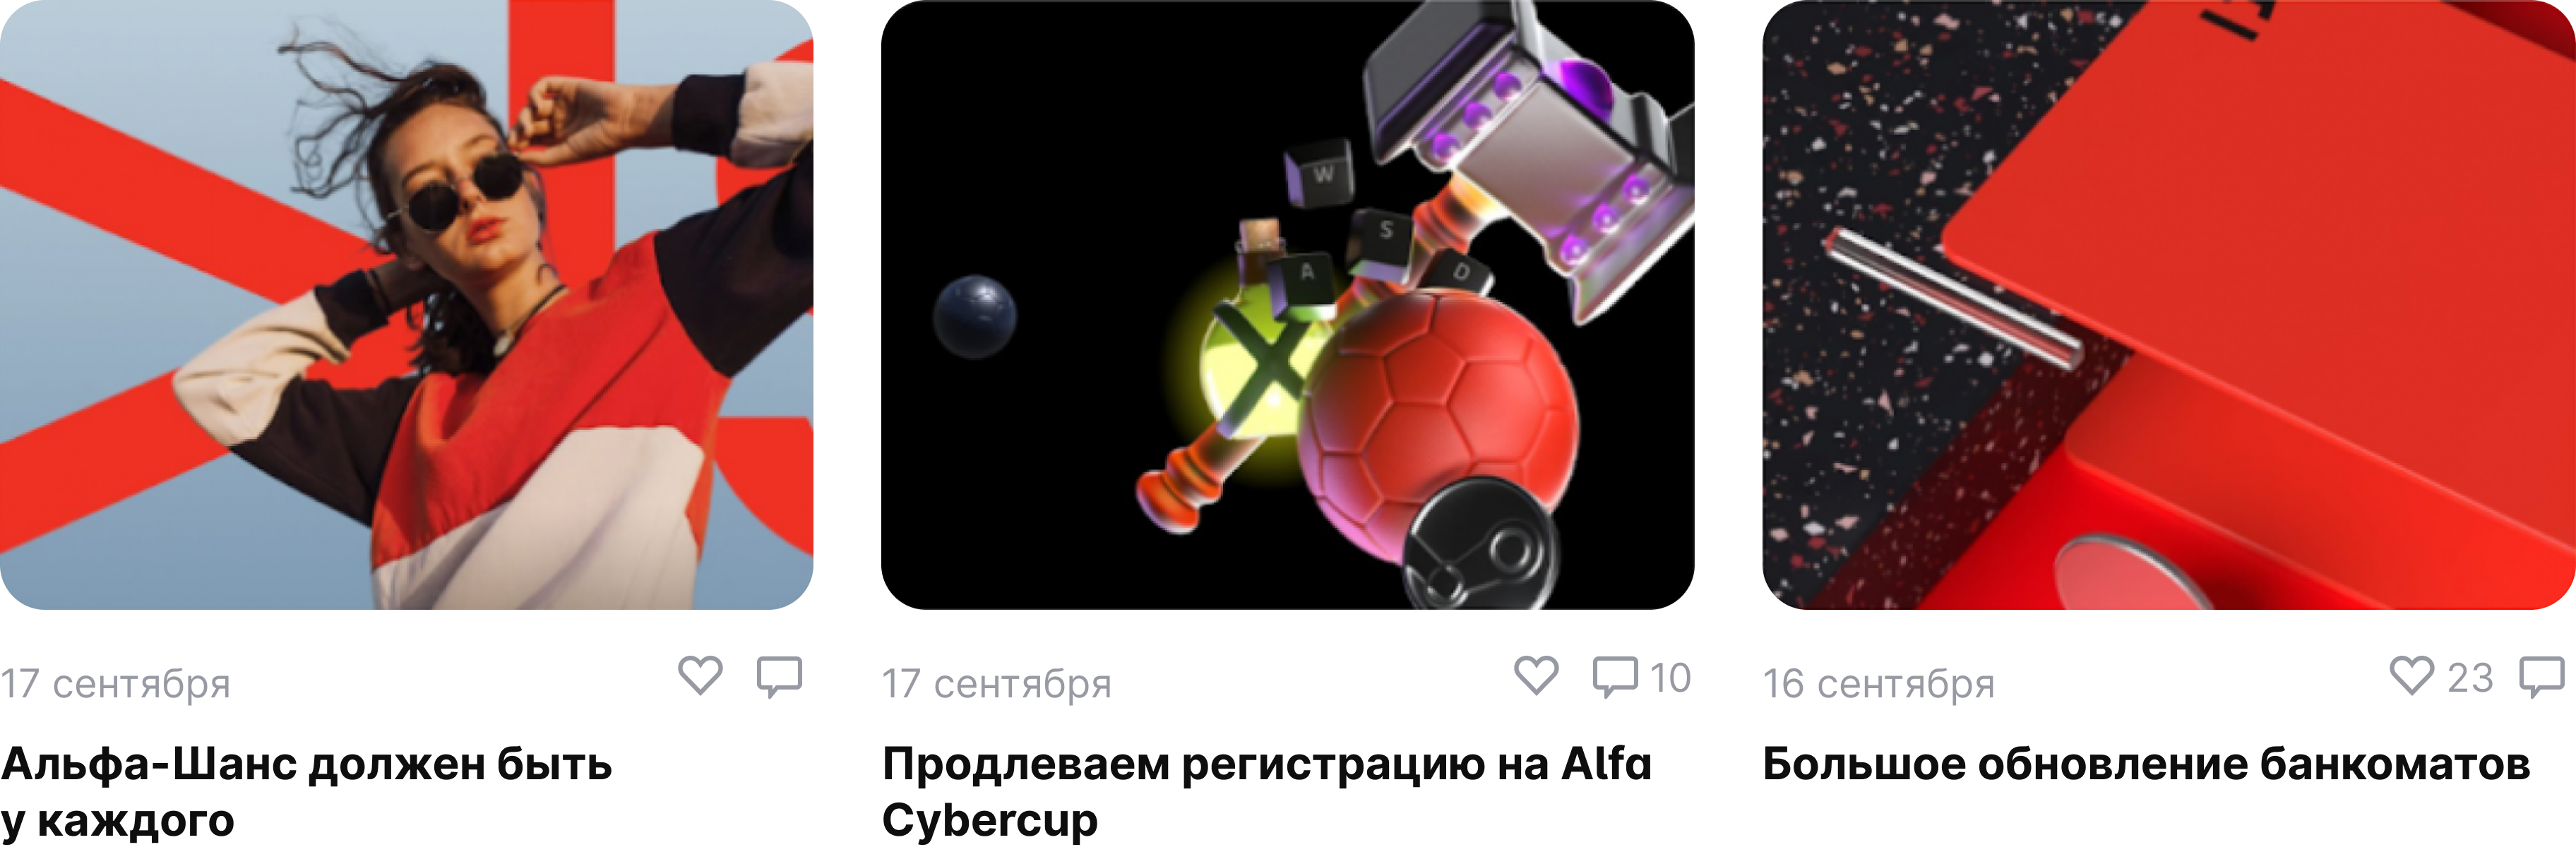 W
S
A
D
17 сентября
Альфа-Шанс должен быть
у каждого
17 сентября
10
Продлеваем регистрацию на Alfa
Cybercup
16 сентября
23
Большое обновление банкоматов